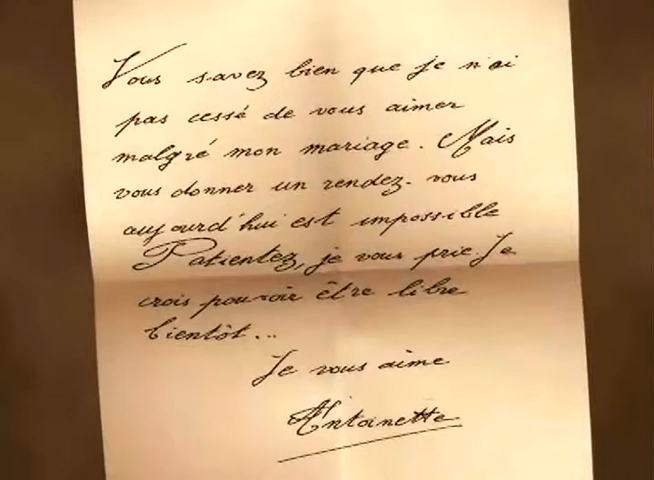 Vous savez bien que je n'ai
pas cessé de vous aimer
malgré mon mariage. Mais
vous donner un rendez-vous
aujourd'hui est impossible
Patientez, je vous prie. Je
crois pouvoir être libre
bientôt...
Je vous aime
Antoinette